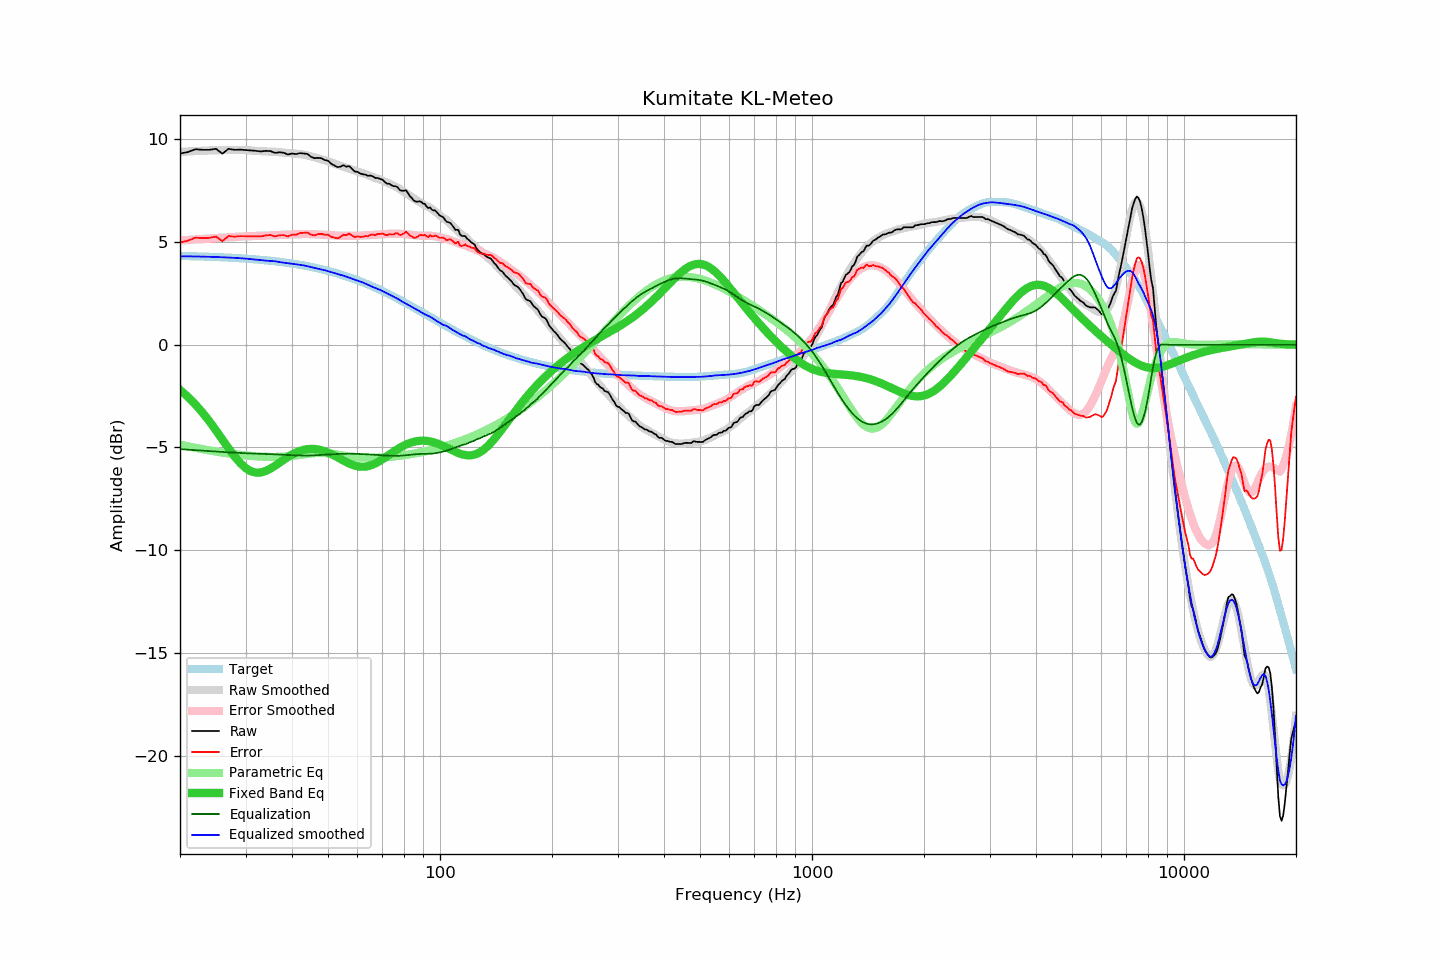 Kumitate KL-Meteo
10
5
0
−5
−10
−15
−20
Amplitude (dBr)
Target
Raw Smoothed
Error Smoothed
Raw
Error
Parametric Eq
Fixed Band Eq
Equalization
Equalized smoothed
100 1000 10000
Frequency (Hz)